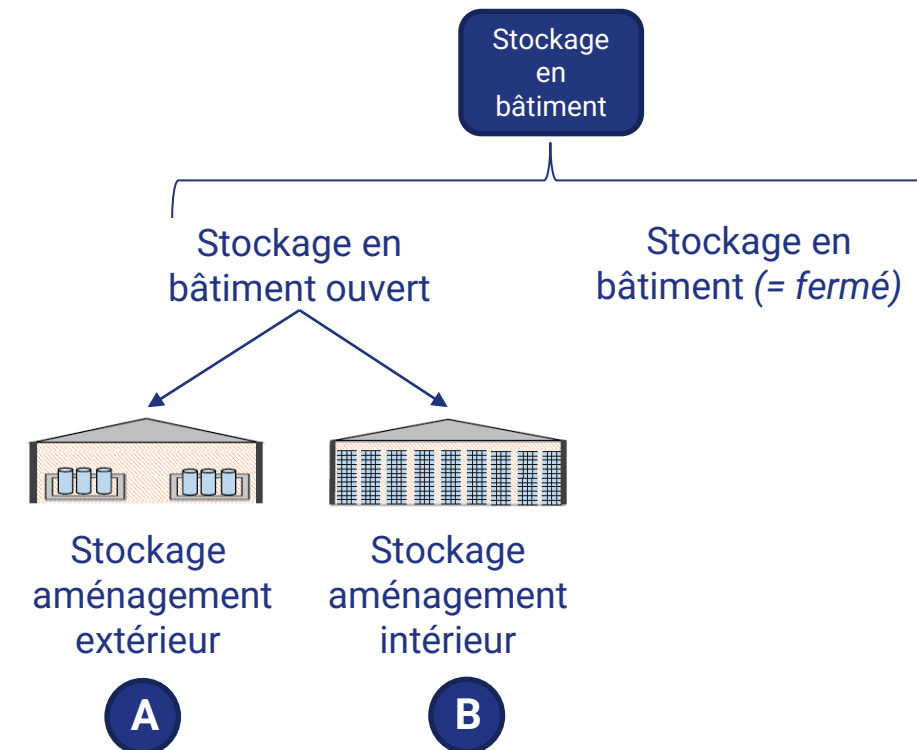 Stockage
en
bâtiment
Stockage en
bâtiment ouvert
Stockage en
bâtiment (= fermé)
Stockage
aménagement
extérieur
Stockage
aménagement
intérieur
A
B